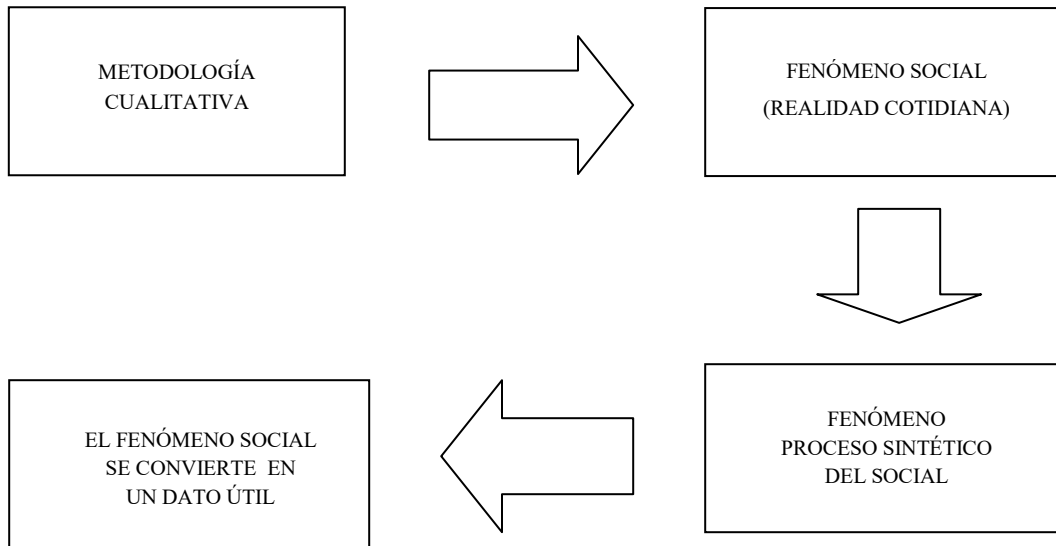 METODOLOGÍA
CUALITATIVA
FENÓMENO SOCIAL
(REALIDAD COTIDIANA)
FENÓMENO
PROCESO SINTÉTICO
DEL SOCIAL
EL FENÓMENO SOCIAL
SE CONVIERTE EN
UN DATO ÚTIL